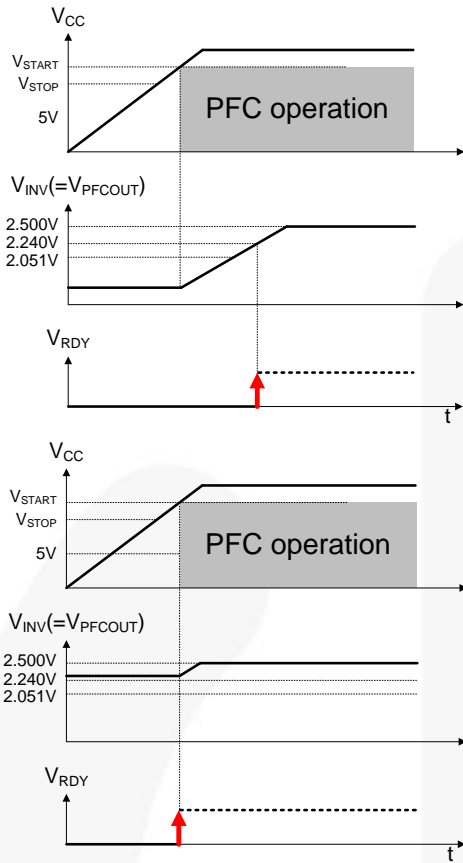 VCC
VSTART
VSTOP
5V
PFC operation
VINV(=VPFCOUT)
2.500V
2.240V
2.051V
VRDY
t
VCC
VSTART
VSTOP
5V
PFC operation
VINV(=VPFCOUT)
2.500V
2.240V
2.051V
VRDY
t